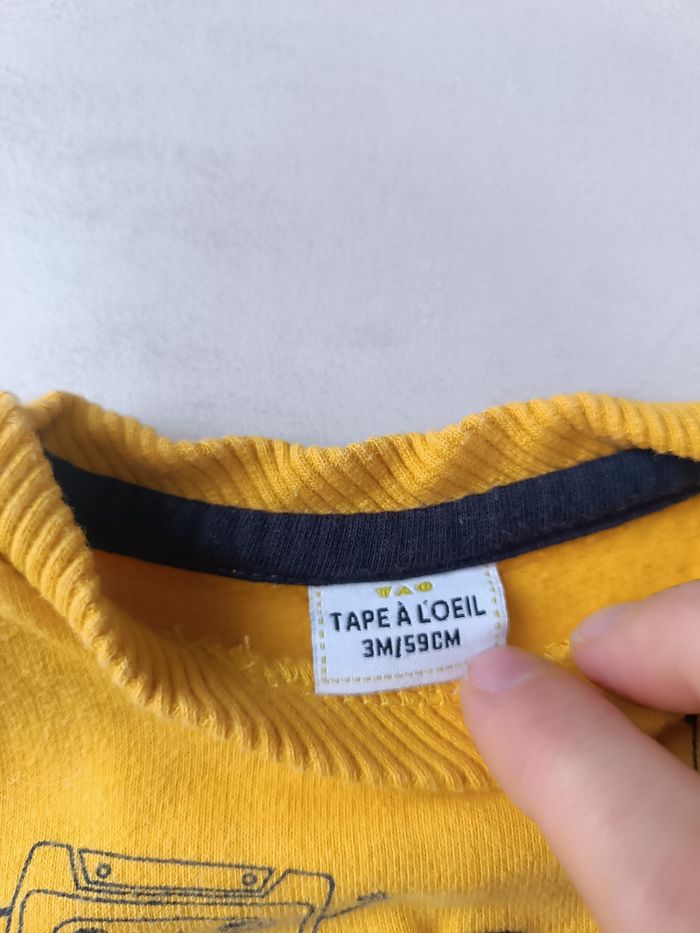 TAO
TAPE À L'OEIL
3M/59CM